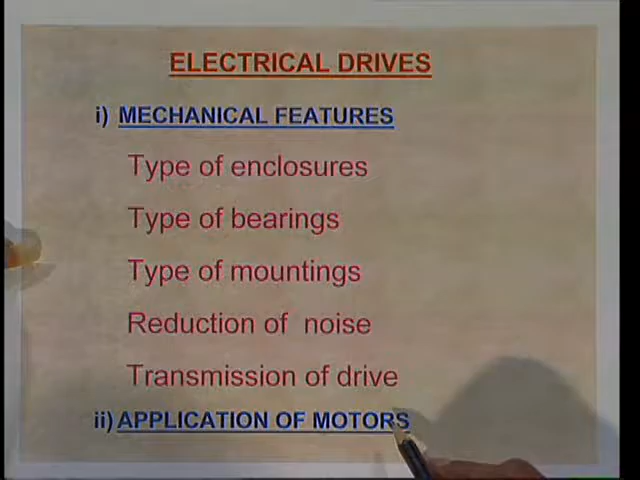 ELECTRICAL DRIVES
i) MECHANICAL FEATURES
Type of enclosures
Type of bearings
Type of mountings
Reduction of noise
Transmission of drive
ii) APPLICATION OF MOTORS